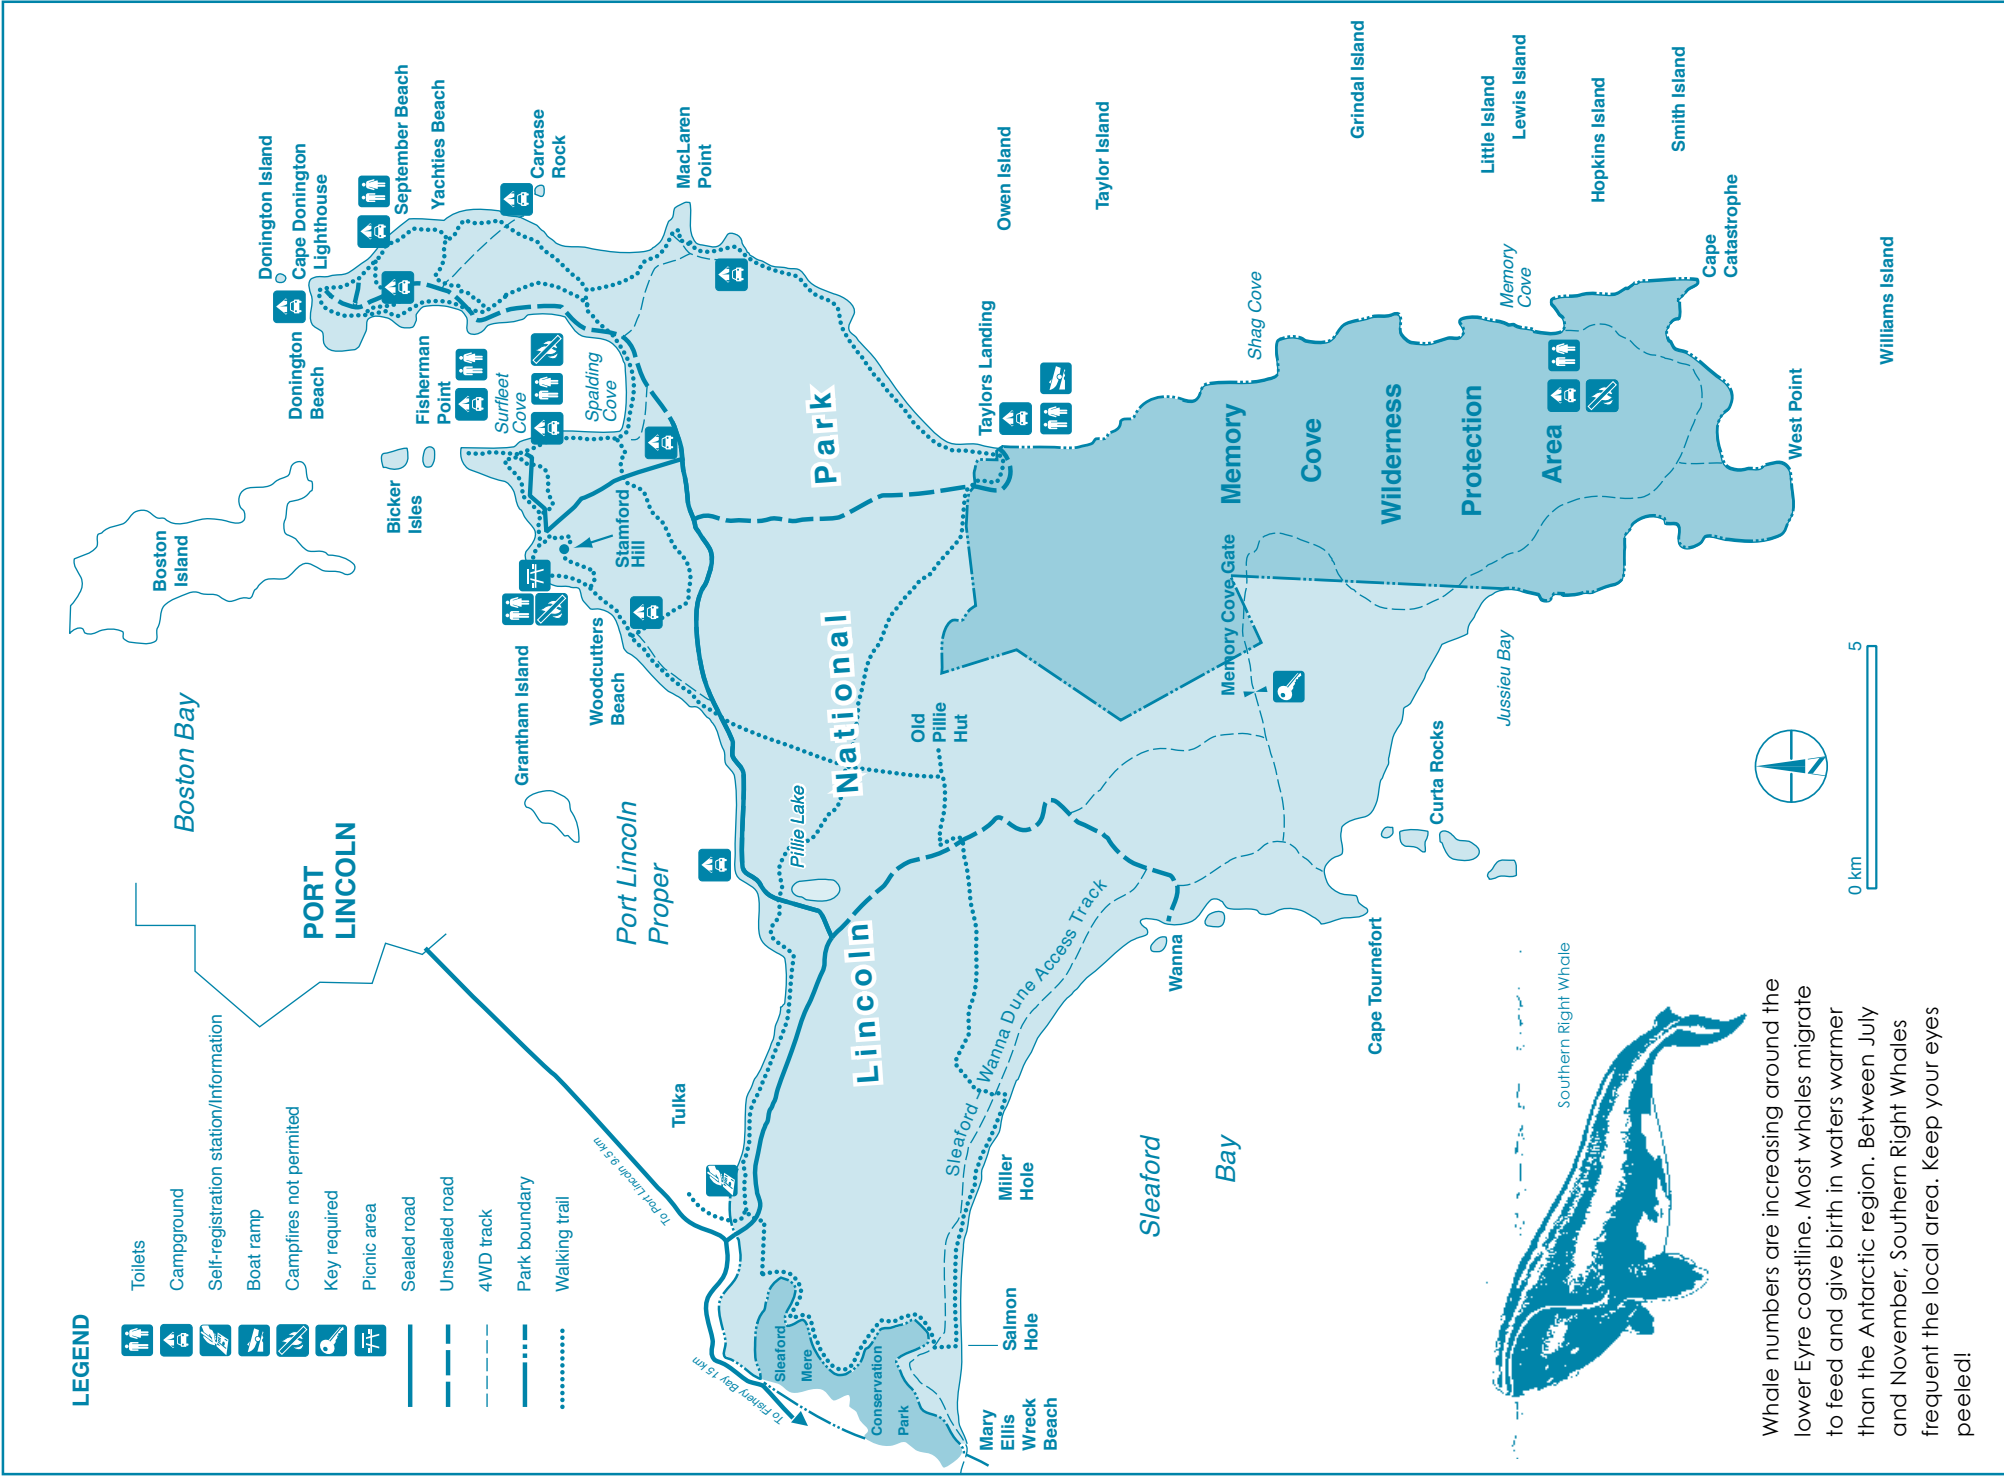 LEGEND
Toilets
Campground
Self-registration station/Information
Boat ramp
Campfires not permited
Key required
Picnic area
Sealed road
Unsealed road
4WD track
Park boundary
Walking trail
PORT
LINCOLN
Boston Bay
Boston
Island
Bicker
Isles
Donington Island
Cape Donington
Lighthouse
Donington
Beach
September Beach
Yachties Beach
Fisherman
Point
Surfleet
Cove
Carcase
Rock
Spalding
Cove
MacLaren
Point
Stamford
Hill
Grantham Island
Woodcutters
Beach
Port Lincoln
Proper
Tulka
To Port Lincoln 9.5 km
To Fishery Bay 15 km
Pillie Lake
Lincoln National Park
Old
Pillie
Hut
Taylors Landing
Owen Island
Taylor Island
Sleaford
Mere
Conservation
Park
Mary
Ellis
Wreck
Beach
Salmon
Hole
Miller
Hole
Sleaford – Wanna Dune Access Track
Sleaford
Bay
Wanna
Cape Tournefort
Curta Rocks
Jussieu Bay
Memory Cove Gate
Memory
Cove
Wilderness
Protection
Area
Shag Cove
Memory
Cove
Grindal Island
Little Island
Lewis Island
Hopkins Island
Smith Island
Cape
Catastrophe
West Point
Williams Island
N
0 km 5
Southern Right Whale
Whale numbers are increasing around the
lower Eyre coastline. Most whales migrate
to feed and give birth in waters warmer
than the Antarctic region. Between July
and November, Southern Right Whales
frequent the local area. Keep your eyes
peeled!